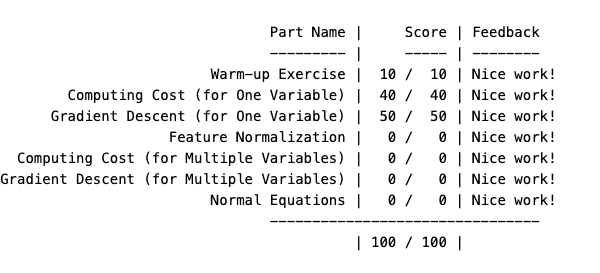 Part Name |     Score | Feedback
--------- |     ----- | --------
Warm-up Exercise |  10 /  10 | Nice work!
Computing Cost (for One Variable) |  40 /  40 | Nice work!
Gradient Descent (for One Variable) |  50 /  50 | Nice work!
Feature Normalization |   0 /   0 | Nice work!
Computing Cost (for Multiple Variables) |   0 /   0 | Nice work!
Gradient Descent (for Multiple Variables) |   0 /   0 | Nice work!
Normal Equations |   0 /   0 | Nice work!
--------------------------------
| 100 / 100 |